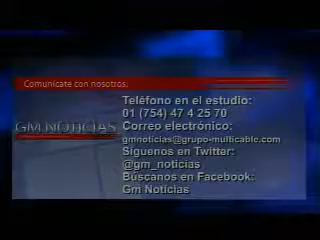 Comunícate con nosotros:
Teléfono en el estudio:
01 (754) 47 4 25 70
GM NOTICIAS
Correo electrónico:
gmnoticias@grupo-multicable.com
Síguenos en Twitter:
@gm_noticias
Búscanos en Facebook:
Gm Noticias